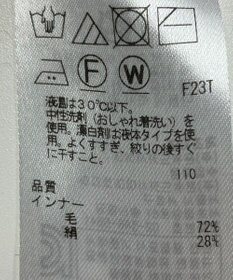 F W
F23T
液温は30℃以下。
中性洗剤(おしゃれ着洗い)を
使用。漂白剤は液体タイプを使
用。よくすすぎ、絞りの後すぐ
に干すこと。
110
品質
インナー
毛 72%
絹 28%